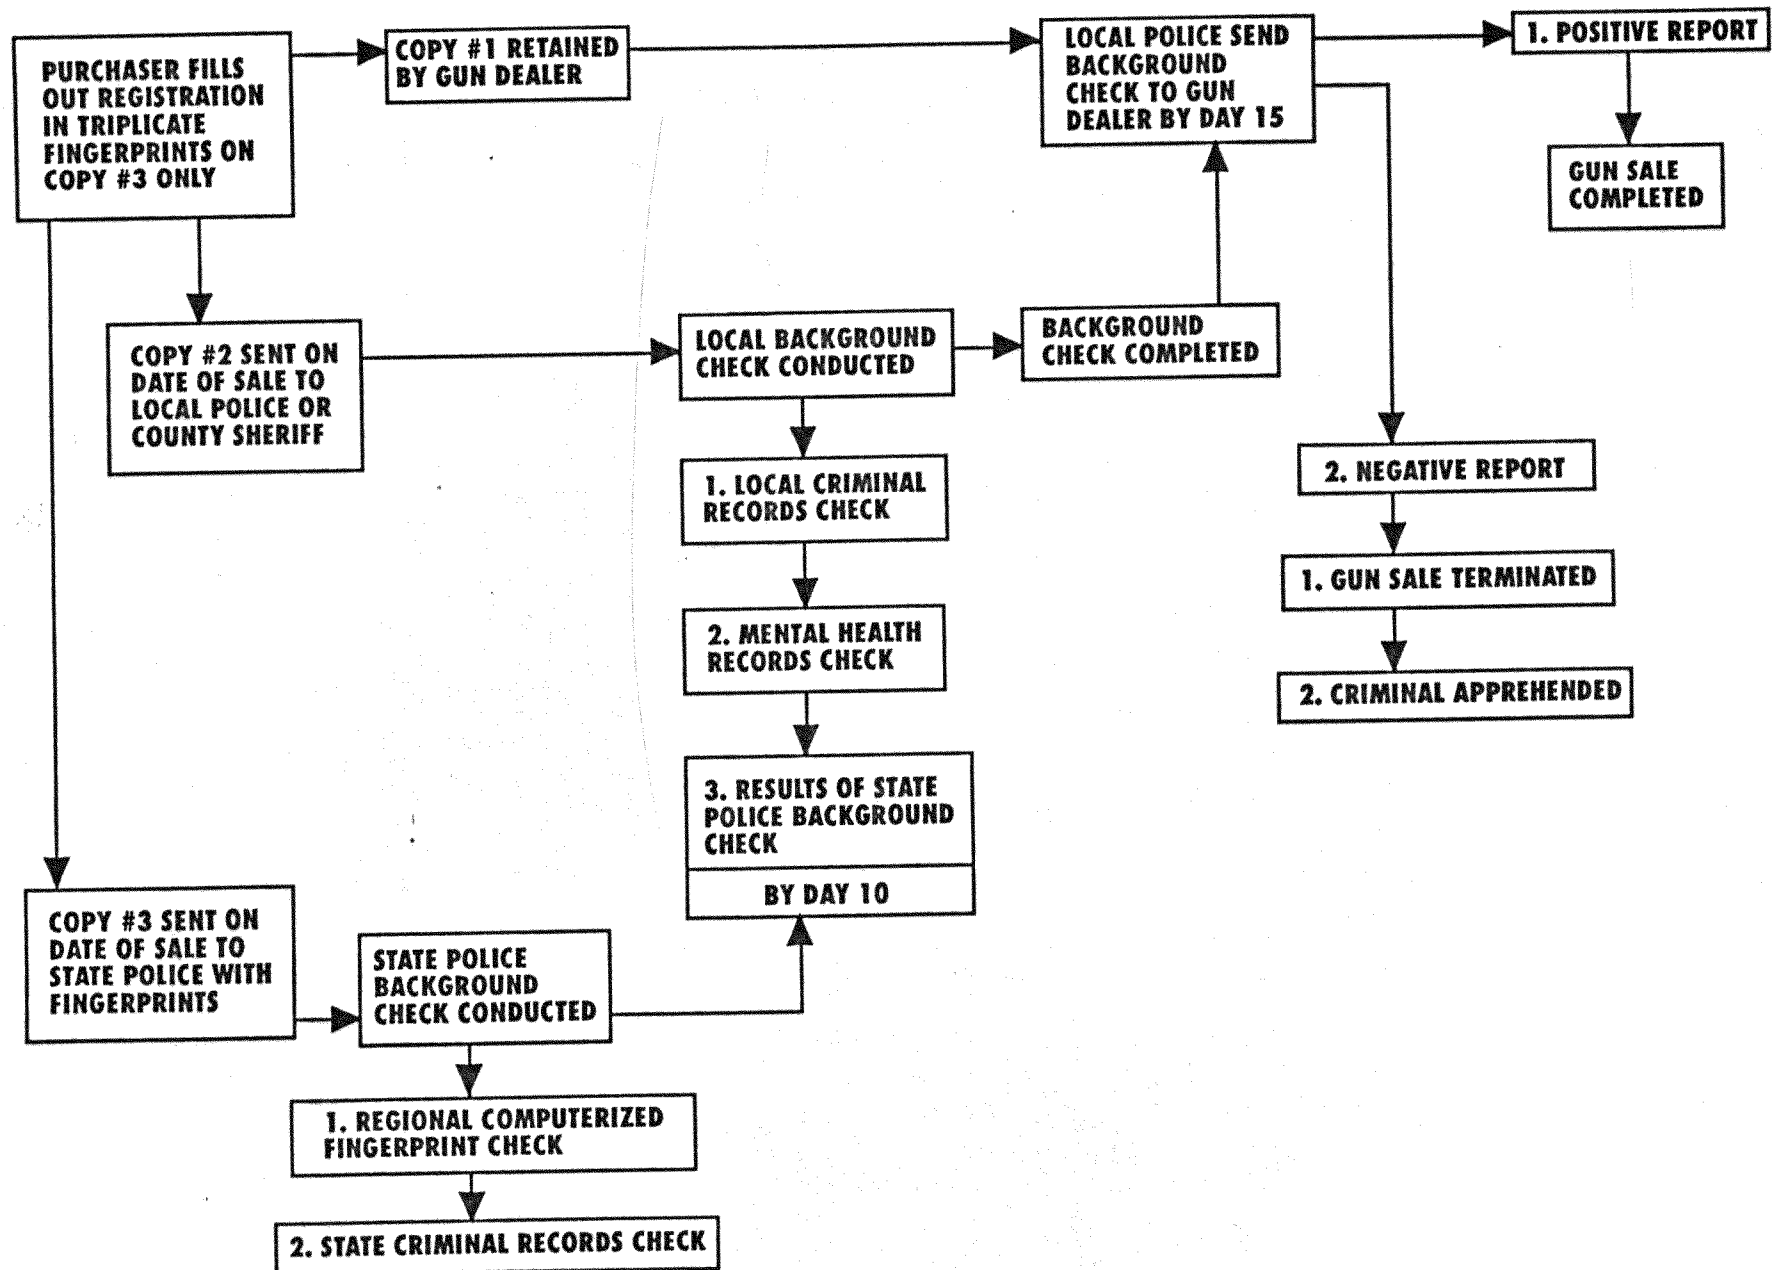 PURCHASER FILLS
OUT REGISTRATION
IN TRIPLICATE
FINGERPRINTS ON
COPY #3 ONLY
COPY #1 RETAINED
BY GUN DEALER
LOCAL POLICE SEND
BACKGROUND
CHECK TO GUN
DEALER BY DAY 15
1. POSITIVE REPORT
GUN SALE
COMPLETED
COPY #2 SENT ON
DATE OF SALE TO
LOCAL POLICE OR
COUNTY SHERIFF
LOCAL BACKGROUND
CHECK CONDUCTED
BACKGROUND
CHECK COMPLETED
1. LOCAL CRIMINAL
RECORDS CHECK
2. MENTAL HEALTH
RECORDS CHECK
3. RESULTS OF STATE
POLICE BACKGROUND
CHECK
BY DAY 10
2. NEGATIVE REPORT
1. GUN SALE TERMINATED
2. CRIMINAL APPREHENDED
COPY #3 SENT ON
DATE OF SALE TO
STATE POLICE WITH
FINGERPRINTS
STATE POLICE
BACKGROUND
CHECK CONDUCTED
1. REGIONAL COMPUTERIZED
FINGERPRINT CHECK
2. STATE CRIMINAL RECORDS CHECK